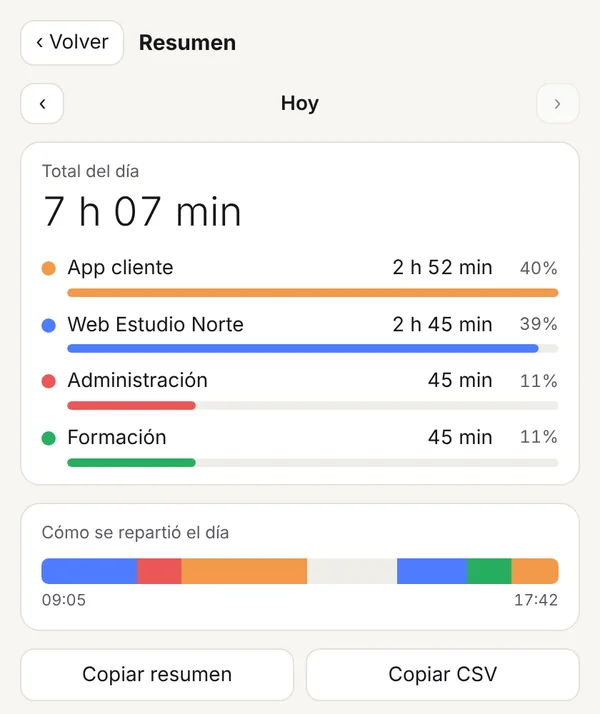 ‹ Volver Resumen
‹ Hoy ›
Total del día
7 h 07 min
App cliente 2 h 52 min 40%
Web Estudio Norte 2 h 45 min 39%
Administración 45 min 11%
Formación 45 min 11%
Cómo se repartió el día
09:05 17:42
Copiar resumen Copiar CSV